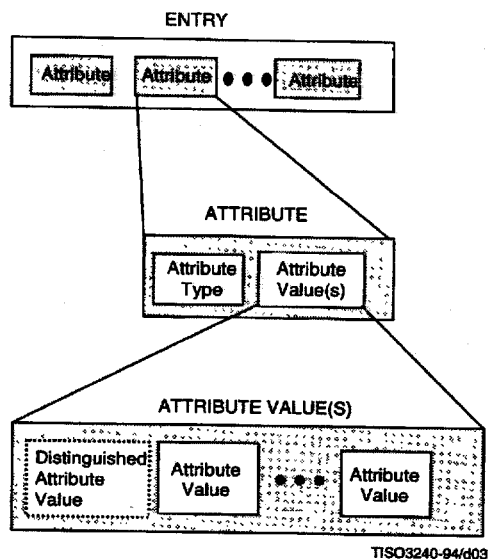 ENTRY
Attribute Attribute Attribute
ATTRIBUTE
Attribute
Type
Attribute
Value(s)
ATTRIBUTE VALUE(S)
Distinguished
Attribute
Value
Attribute
Value
Attribute
Value
TISO3240-94/d03